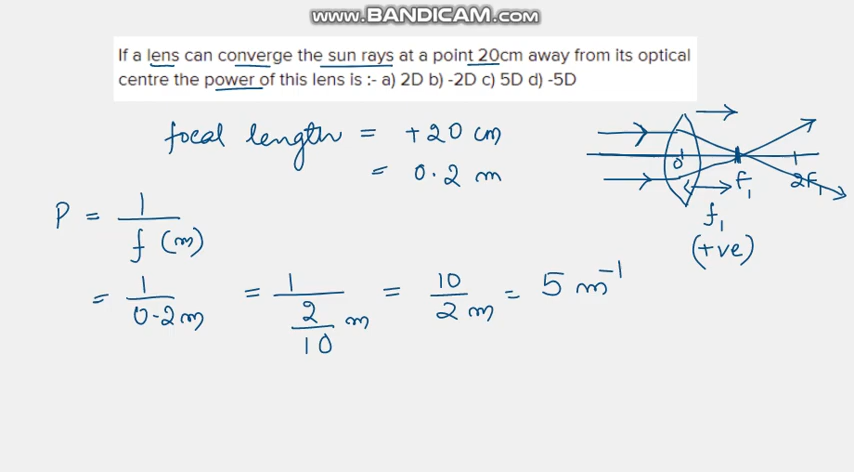 www.BANDICAM.com
If a lens can converge the sun rays at a point 20cm away from its optical
centre the power of this lens is :- a) 2D b) -2D c) 5D d) -5D
focal length = +20 cm
= 0.2 m
P = 1 / f (m)
= 1 / 0.2 m = 1 / 2/10 m = 10 / 2 m = 5 m⁻¹
O F₁ 2F₁
f₁
(+ve)